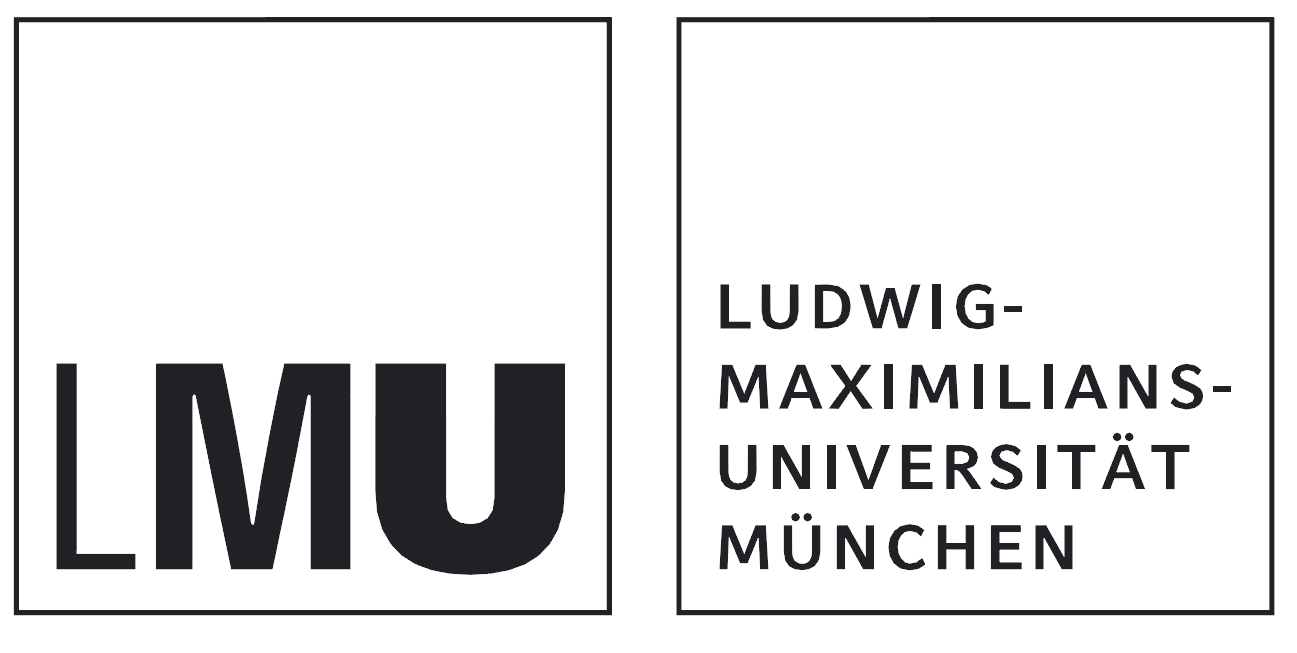 LMU
LUDWIG-
MAXIMILIANS-
UNIVERSITÄT
MÜNCHEN